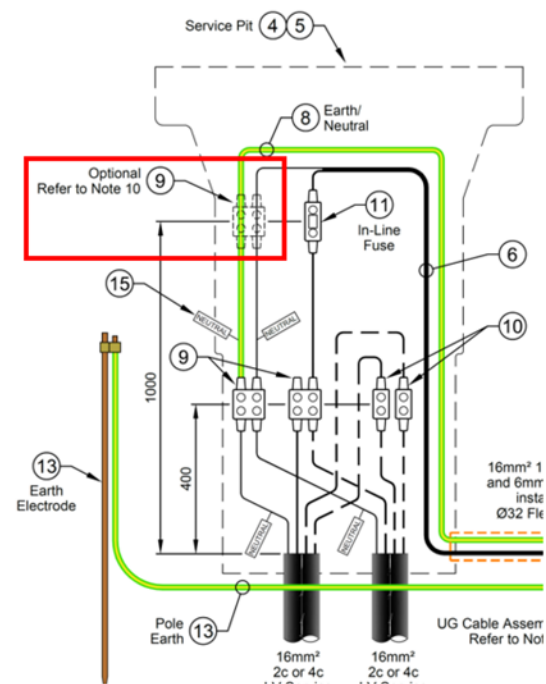 Service Pit 4 5
8 Earth/
Neutral
Optional
Refer to Note 10
9
11
In-Line
Fuse
6
15
NEUTRAL
NEUTRAL
9
10
1000
400
13
Earth
Electrode
16mm² 1
and 6mm
insta
Ø32 Fle
NEUTRAL
NEUTRAL
Pole
Earth
13
UG Cable Assem
Refer to Not
16mm²
2c or 4c
16mm²
2c or 4c